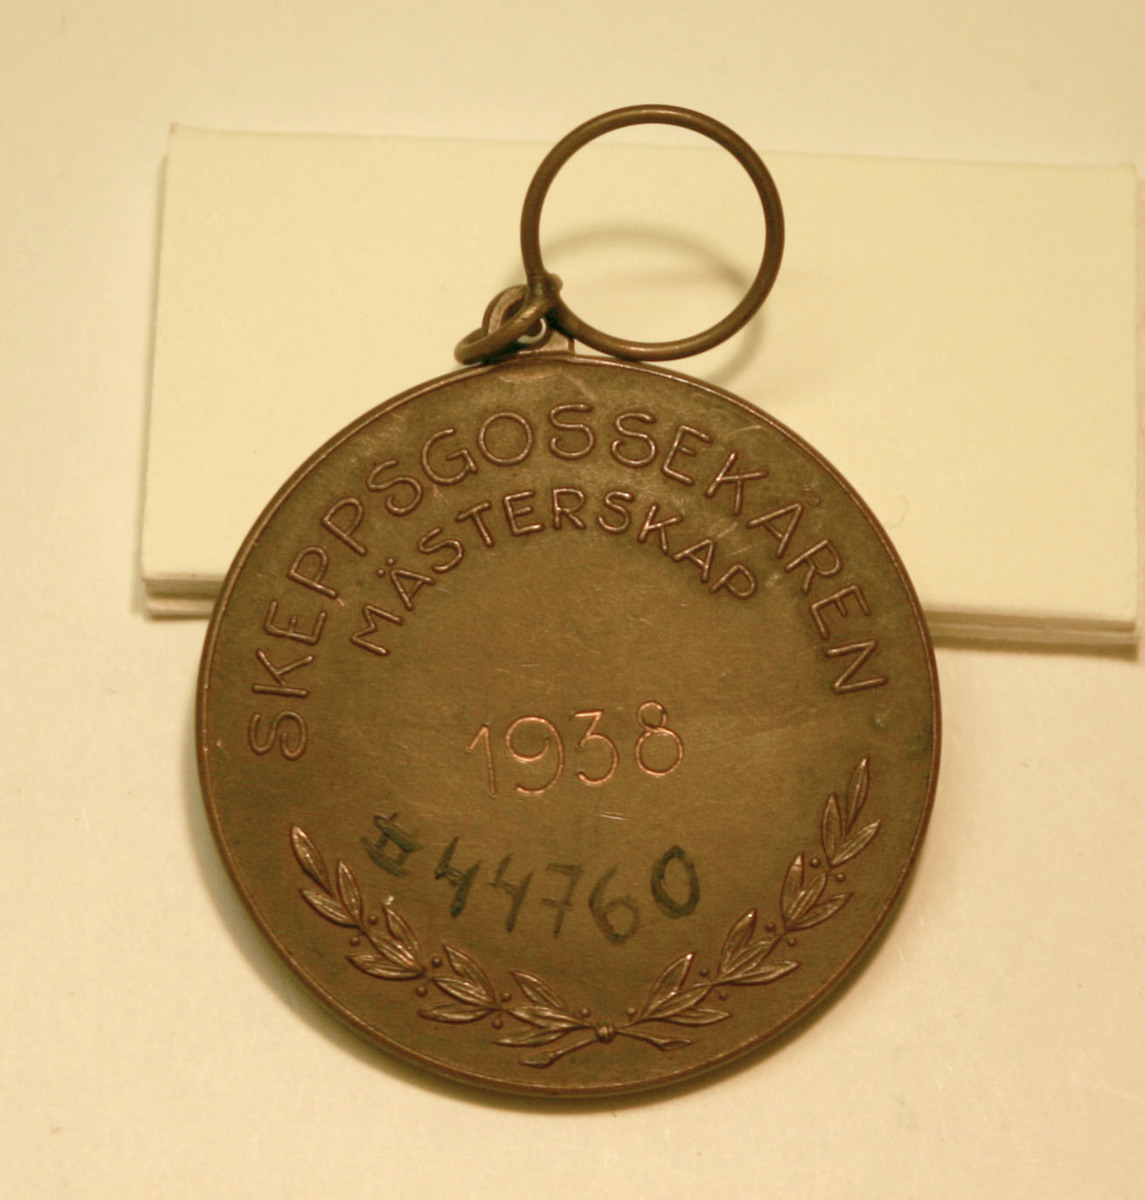 SKEPPSGOSSEKÅREN
MÄSTERSKAP
1938
#44760